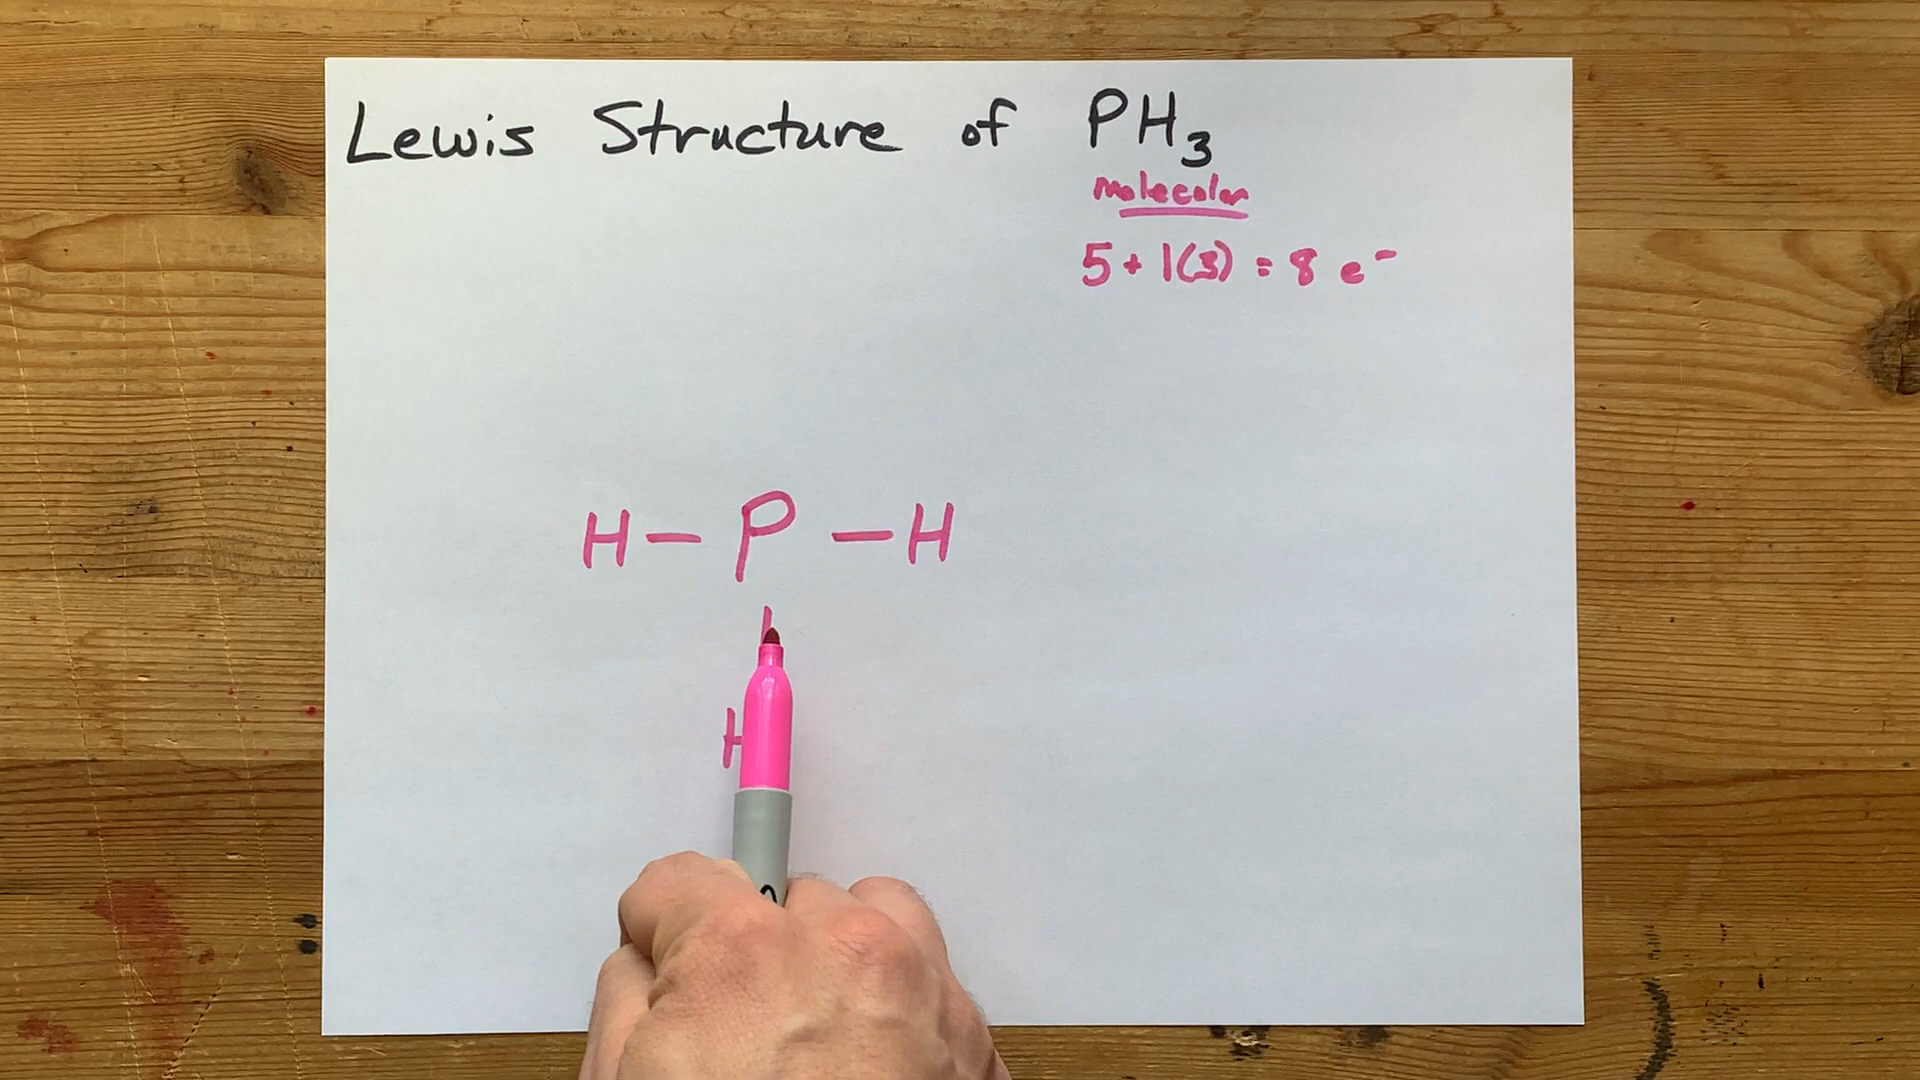 Lewis Structure of PH₃
molecular
5 + 1(3) = 8 e⁻
H – P – H
H